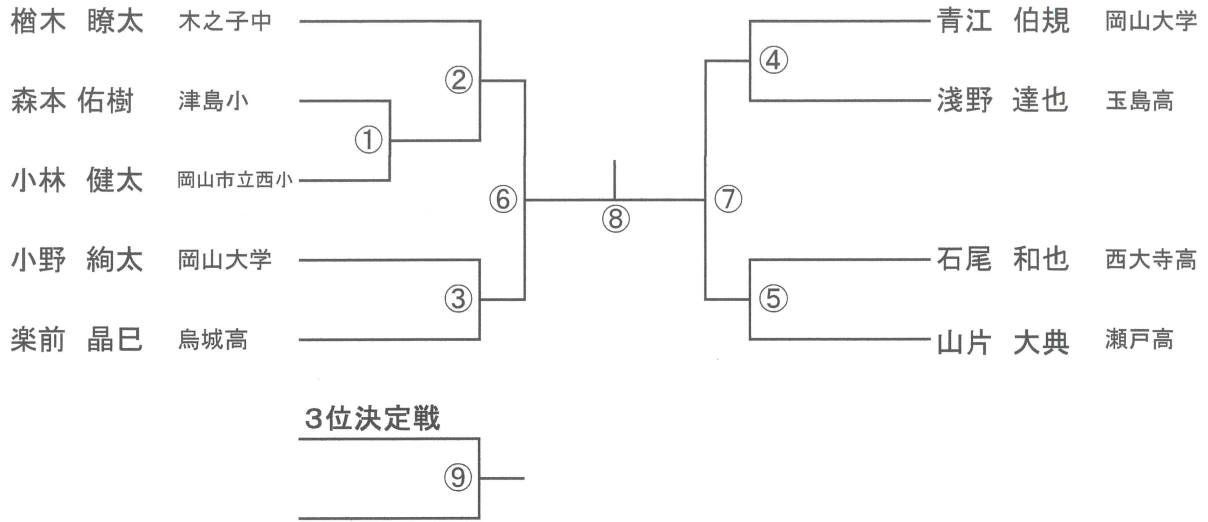 楢木 瞭太 木之子中
森本 佑樹 津島小
小林 健太 岡山市立西小
小野 絢太 岡山大学
楽前 晶巳 烏城高
①
②
③
⑥
⑧
青江 伯規 岡山大学
淺野 達也 玉島高
石尾 和也 西大寺高
山片 大典 瀬戸高
④
⑤
⑦
3位決定戦
⑨